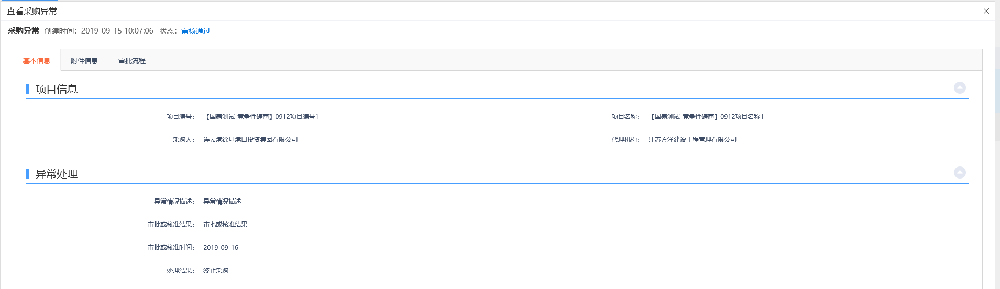 查看采购异常
采购异常 创建时间：2019-09-15 10:07:06 状态：审核通过
基本信息 附件信息 审批流程
项目信息
项目编号： 【国泰测试-竞争性磋商】0912项目编号1 项目名称： 【国泰测试-竞争性磋商】0912项目名称1
采购人： 连云港徐圩港口投资集团有限公司 代理机构： 江苏方洋建设工程管理有限公司
异常处理
异常情况描述： 异常情况描述
审批或核准结果： 审批或核准结果
审批或核准时间： 2019-09-16
处理结果： 终止采购